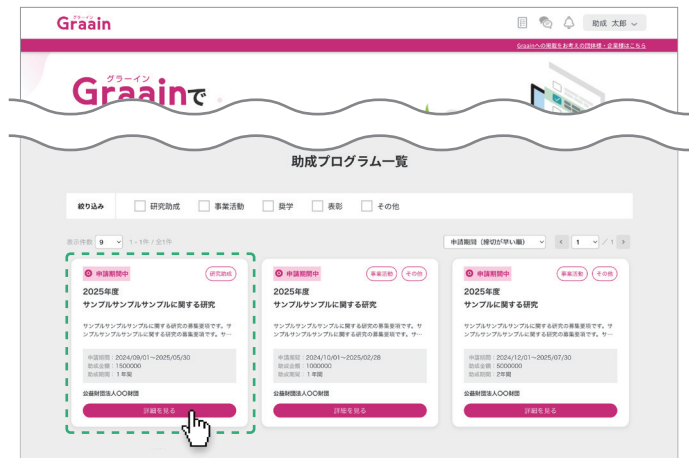 グラーイン
Graain
助成 太郎
Graainへの掲載をお考えの団体様・企業様はこちら
グラーイン
Graainで
助成プログラム一覧
絞り込み 研究助成 事業活動 奨学 表彰 その他
表示件数 9 1 - 1件 / 全1件 申請期間（締切が早い順） 1 / 1
申請期間中 研究助成
2025年度
サンプルサンプルサンプルに関する研究
サンプルサンプルサンプルに関する研究の募集要項です。サ
ンプルサンプルサンプルに関する研究の募集要項です。サ…
申請期間：2024/09/01～2025/05/30
助成金額：1500000
助成期間：1年間
公益財団法人〇〇財団
詳細を見る
申請期間中 事業活動 その他
2025年度
サンプルサンプルに関する研究
サンプルサンプルサンプルに関する研究の募集要項です。サ
ンプルサンプルサンプルに関する研究の募集要項です。サ…
申請期間：2024/10/01～2025/02/28
助成金額：1000000
助成期間：1年間
公益財団法人〇〇財団
詳細を見る
申請期間中 事業活動 その他
2025年度
サンプルに関する研究
サンプルサンプルサンプルに関する研究の募集要項です。サ
ンプルサンプルサンプルに関する研究の募集要項です。サ…
申請期間：2024/12/01～2025/07/30
助成金額：5000000
助成期間：2年間
公益財団法人〇〇財団
詳細を見る